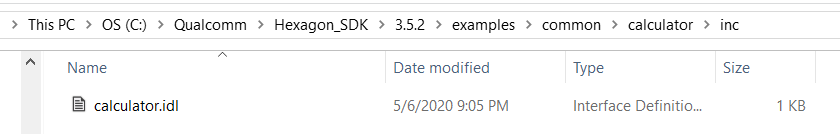 This PC > OS (C:) > Qualcomm > Hexagon_SDK > 3.5.2 > examples > common > calculator > inc
Name Date modified Type Size
calculator.idl 5/6/2020 9:05 PM Interface Definitio... 1 KB